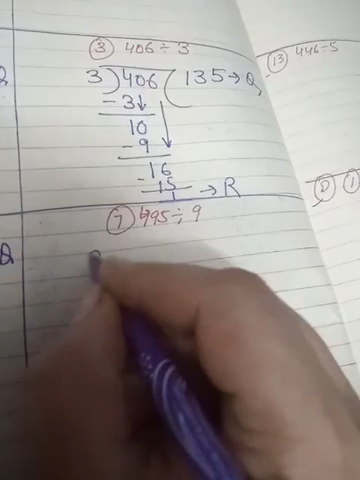 ③ 406 ÷ 3
⑬ 446 ÷ 5
3)406(135→Q
-3↓
10
-9↓
-16
15
1 → R
⑦ 495 ÷ 9